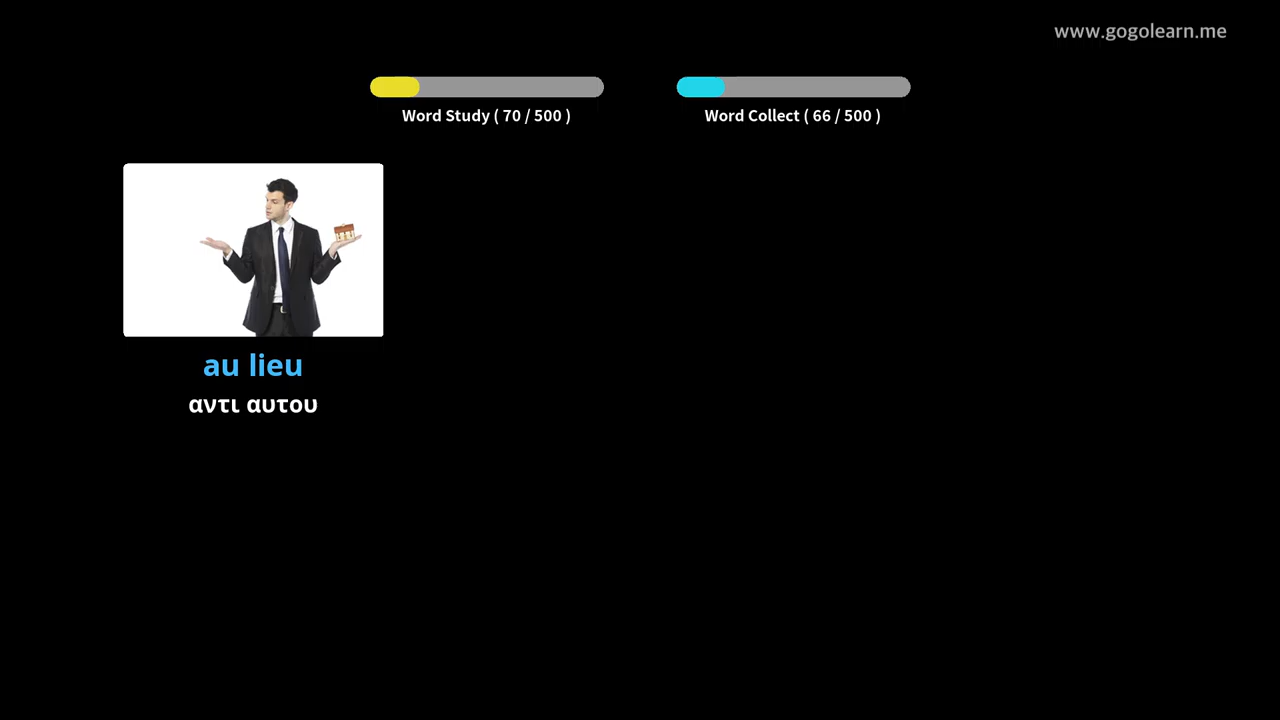 www.gogolearn.me
Word Study ( 70 / 500 )
Word Collect ( 66 / 500 )
au lieu
αντι αυτου